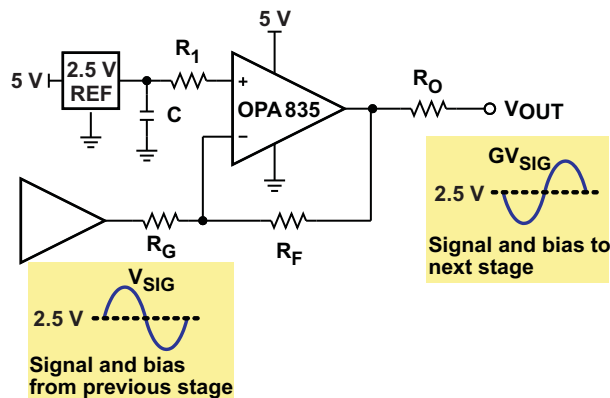 5 V
R1
2.5 V
REF
5 V
+
OPA835
RO
VOUT
C
−
GVSIG
2.5 V
RG
RF
Signal and bias to
next stage
VSIG
2.5 V
Signal and bias
from previous stage